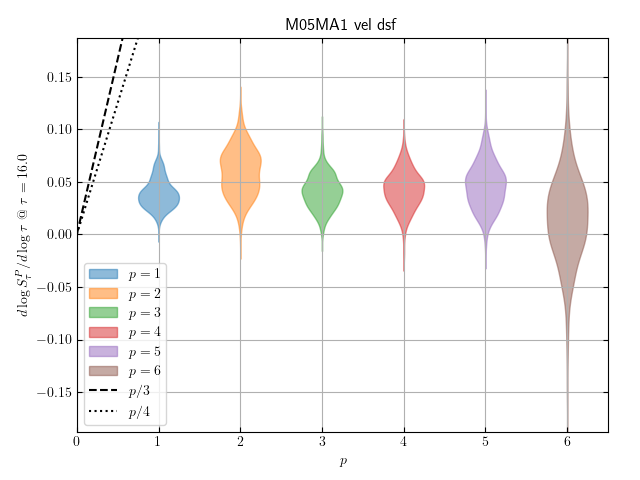 M05MA1 vel dsf
d log S_τ^P / d log τ @ τ = 16.0
0.15
0.10
0.05
0.00
−0.05
−0.10
−0.15
p = 1
p = 2
p = 3
p = 4
p = 5
p = 6
p/3
p/4
0 1 2 3 4 5 6
p